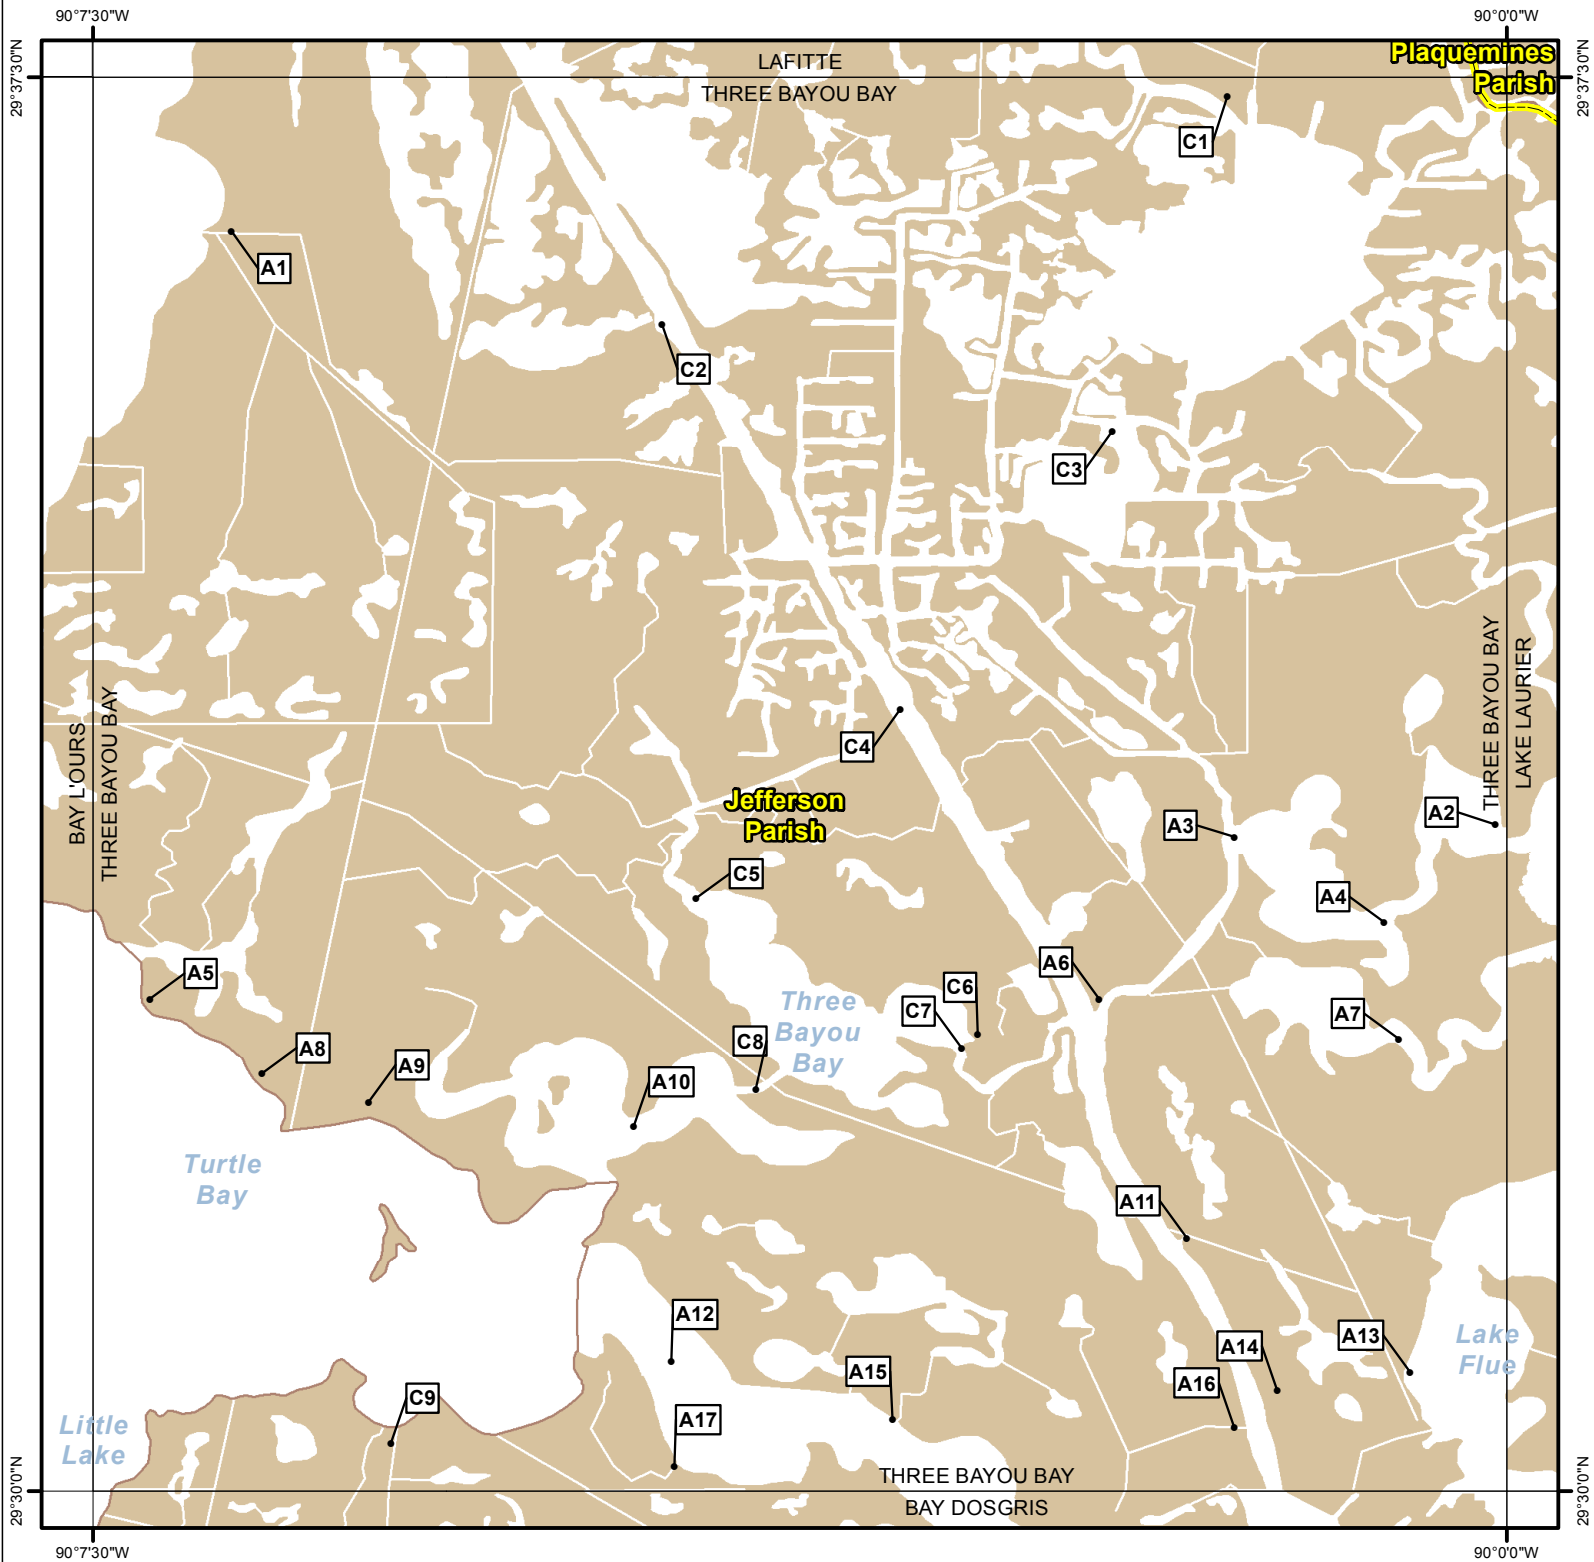 90°7'30"W
90°0'0"W
29°37'30"N
29°37'30"N
LAFITTE
THREE BAYOU BAY
Plaquemines
Parish
C1
A1
C2
C3
BAY L'OURS
THREE BAYOU BAY
THREE BAYOU BAY
LAKE LAURIER
C4
Jefferson
Parish
A2
A3
C5
A4
A5
A6
C6
C7
Three
Bayou
Bay
A7
C8
A8
A9
A10
Turtle
Bay
A11
A12
A13
A14
Lake
Flue
A15
A16
C9
A17
Little
Lake
THREE BAYOU BAY
BAY DOSGRIS
29°30'0"N
29°30'0"N
90°7'30"W
90°0'0"W